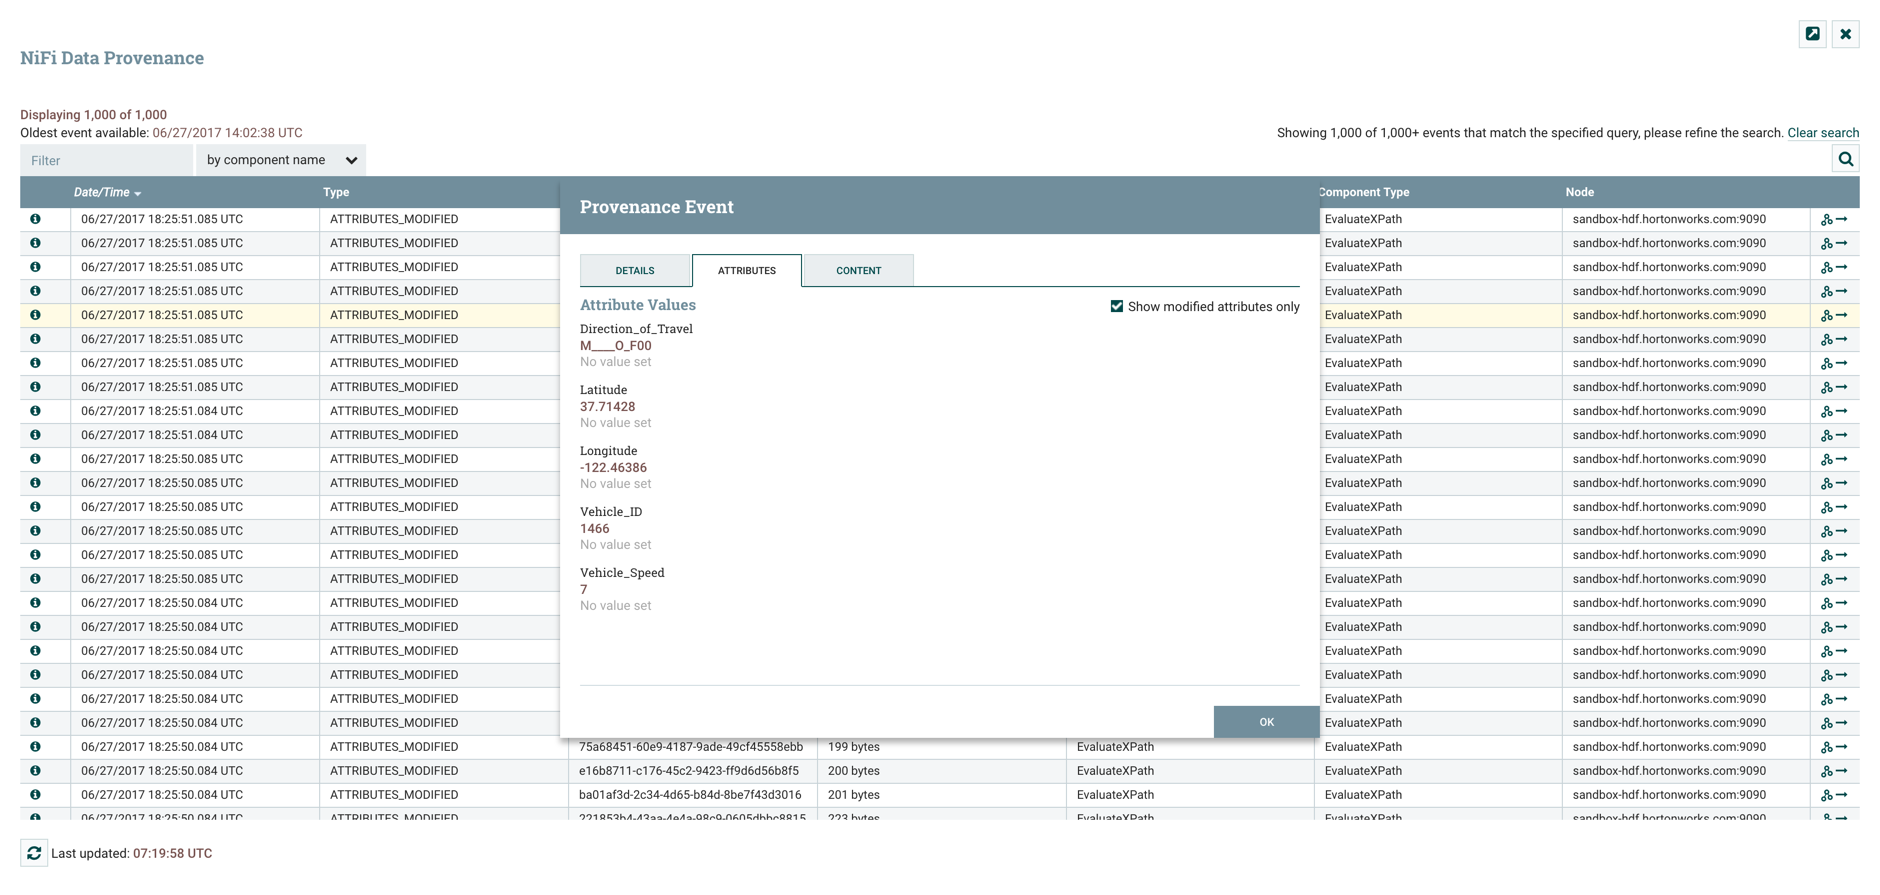 NiFi Data Provenance
Displaying 1,000 of 1,000
Oldest event available: 06/27/2017 14:02:38 UTC
Showing 1,000 of 1,000+ events that match the specified query, please refine the search. Clear search
Filter by component name
Date/Time Type Component Type Node
Provenance Event
DETAILS ATTRIBUTES CONTENT
Attribute Values
Show modified attributes only
Direction_of_Travel
M____O_F00
No value set
Latitude
37.71428
No value set
Longitude
-122.46386
No value set
Vehicle_ID
1466
No value set
Vehicle_Speed
7
No value set
OK
06/27/2017 18:25:51.085 UTC ATTRIBUTES_MODIFIED EvaluateXPath sandbox-hdf.hortonworks.com:9090
06/27/2017 18:25:51.085 UTC ATTRIBUTES_MODIFIED EvaluateXPath sandbox-hdf.hortonworks.com:9090
06/27/2017 18:25:51.085 UTC ATTRIBUTES_MODIFIED EvaluateXPath sandbox-hdf.hortonworks.com:9090
06/27/2017 18:25:51.085 UTC ATTRIBUTES_MODIFIED EvaluateXPath sandbox-hdf.hortonworks.com:9090
06/27/2017 18:25:51.085 UTC ATTRIBUTES_MODIFIED EvaluateXPath sandbox-hdf.hortonworks.com:9090
06/27/2017 18:25:51.085 UTC ATTRIBUTES_MODIFIED EvaluateXPath sandbox-hdf.hortonworks.com:9090
06/27/2017 18:25:51.085 UTC ATTRIBUTES_MODIFIED EvaluateXPath sandbox-hdf.hortonworks.com:9090
06/27/2017 18:25:51.085 UTC ATTRIBUTES_MODIFIED EvaluateXPath sandbox-hdf.hortonworks.com:9090
06/27/2017 18:25:51.084 UTC ATTRIBUTES_MODIFIED EvaluateXPath sandbox-hdf.hortonworks.com:9090
06/27/2017 18:25:51.084 UTC ATTRIBUTES_MODIFIED EvaluateXPath sandbox-hdf.hortonworks.com:9090
06/27/2017 18:25:50.085 UTC ATTRIBUTES_MODIFIED EvaluateXPath sandbox-hdf.hortonworks.com:9090
06/27/2017 18:25:50.085 UTC ATTRIBUTES_MODIFIED EvaluateXPath sandbox-hdf.hortonworks.com:9090
06/27/2017 18:25:50.085 UTC ATTRIBUTES_MODIFIED EvaluateXPath sandbox-hdf.hortonworks.com:9090
06/27/2017 18:25:50.085 UTC ATTRIBUTES_MODIFIED EvaluateXPath sandbox-hdf.hortonworks.com:9090
06/27/2017 18:25:50.085 UTC ATTRIBUTES_MODIFIED EvaluateXPath sandbox-hdf.hortonworks.com:9090
06/27/2017 18:25:50.085 UTC ATTRIBUTES_MODIFIED EvaluateXPath sandbox-hdf.hortonworks.com:9090
06/27/2017 18:25:50.084 UTC ATTRIBUTES_MODIFIED EvaluateXPath sandbox-hdf.hortonworks.com:9090
06/27/2017 18:25:50.084 UTC ATTRIBUTES_MODIFIED EvaluateXPath sandbox-hdf.hortonworks.com:9090
06/27/2017 18:25:50.084 UTC ATTRIBUTES_MODIFIED EvaluateXPath sandbox-hdf.hortonworks.com:9090
06/27/2017 18:25:50.084 UTC ATTRIBUTES_MODIFIED EvaluateXPath sandbox-hdf.hortonworks.com:9090
06/27/2017 18:25:50.084 UTC ATTRIBUTES_MODIFIED EvaluateXPath sandbox-hdf.hortonworks.com:9090
06/27/2017 18:25:50.084 UTC ATTRIBUTES_MODIFIED EvaluateXPath sandbox-hdf.hortonworks.com:9090
06/27/2017 18:25:50.084 UTC ATTRIBUTES_MODIFIED 75a68451-60e9-4187-9ade-49cf45558ebb 199 bytes EvaluateXPath EvaluateXPath sandbox-hdf.hortonworks.com:9090
06/27/2017 18:25:50.084 UTC ATTRIBUTES_MODIFIED e16b8711-c176-45c2-9423-ff9d6d56b8f5 200 bytes EvaluateXPath EvaluateXPath sandbox-hdf.hortonworks.com:9090
06/27/2017 18:25:50.084 UTC ATTRIBUTES_MODIFIED ba01af3d-2c34-4d65-b84d-8be7f43d3016 201 bytes EvaluateXPath EvaluateXPath sandbox-hdf.hortonworks.com:9090
06/27/2017 18:25:50.084 UTC ATTRIBUTES_MODIFIED 223 bytes EvaluateXPath EvaluateXPath sandbox-hdf.hortonworks.com:9090
Last updated: 07:19:58 UTC